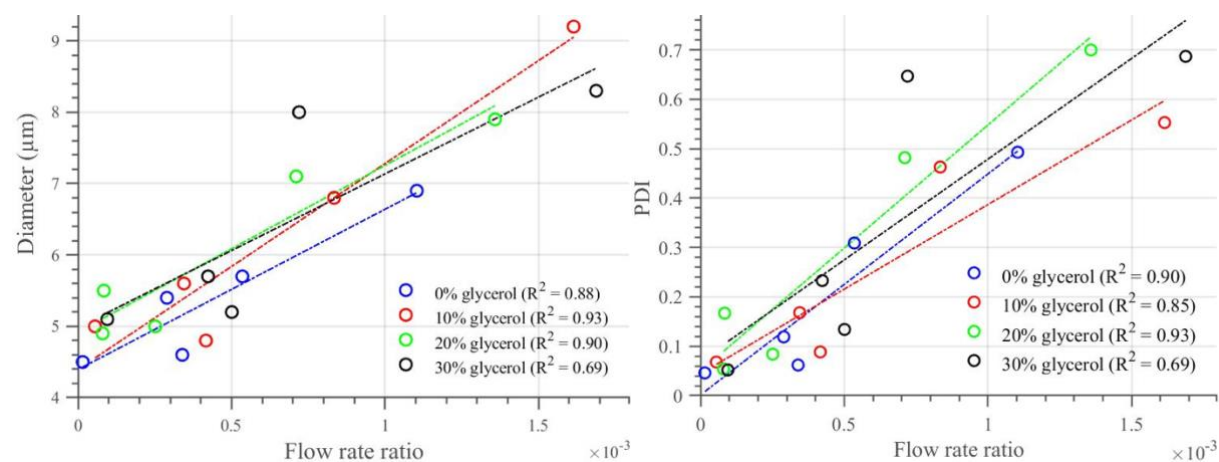 9
8
7
6
5
4
Diameter (μm)
0% glycerol (R² = 0.88)
10% glycerol (R² = 0.93)
20% glycerol (R² = 0.90)
30% glycerol (R² = 0.69)
0 0.5 1 1.5
Flow rate ratio
×10⁻³
0.7
0.6
0.5
0.4
0.3
0.2
0.1
0
PDI
0% glycerol (R² = 0.90)
10% glycerol (R² = 0.85)
20% glycerol (R² = 0.93)
30% glycerol (R² = 0.69)
0 0.5 1 1.5
Flow rate ratio
×10⁻³